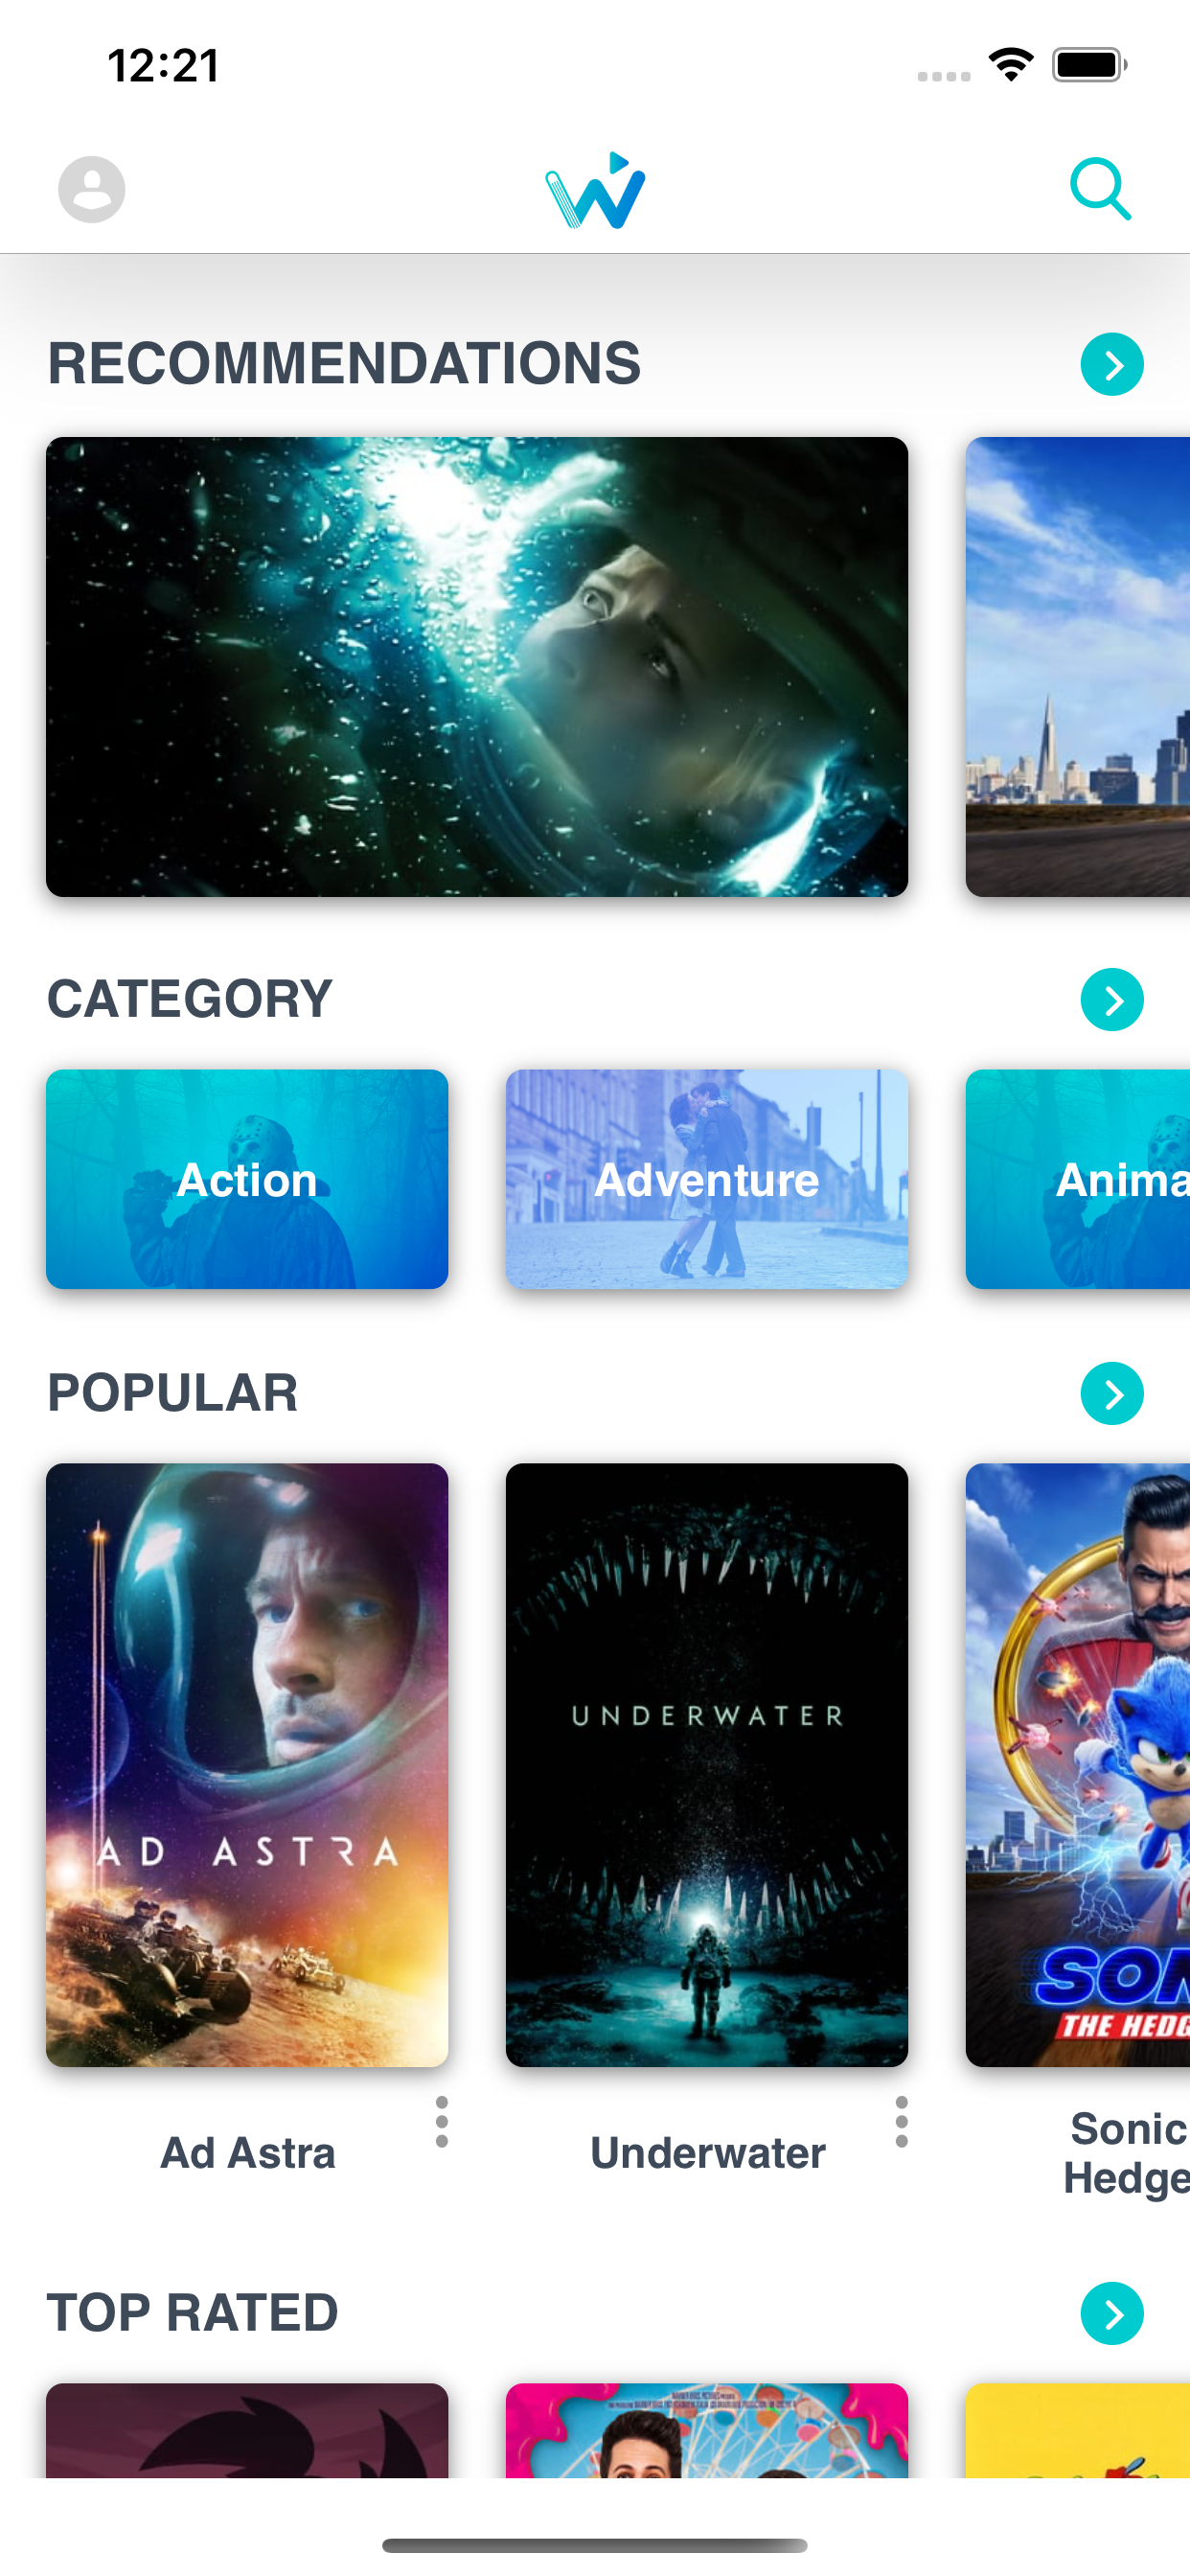 12:21
RECOMMENDATIONS
CATEGORY
Action
Adventure
Anima
POPULAR
AD ASTRA
UNDERWATER
SON
THE HEDG
Ad Astra
Underwater
Sonic
Hedge
TOP RATED